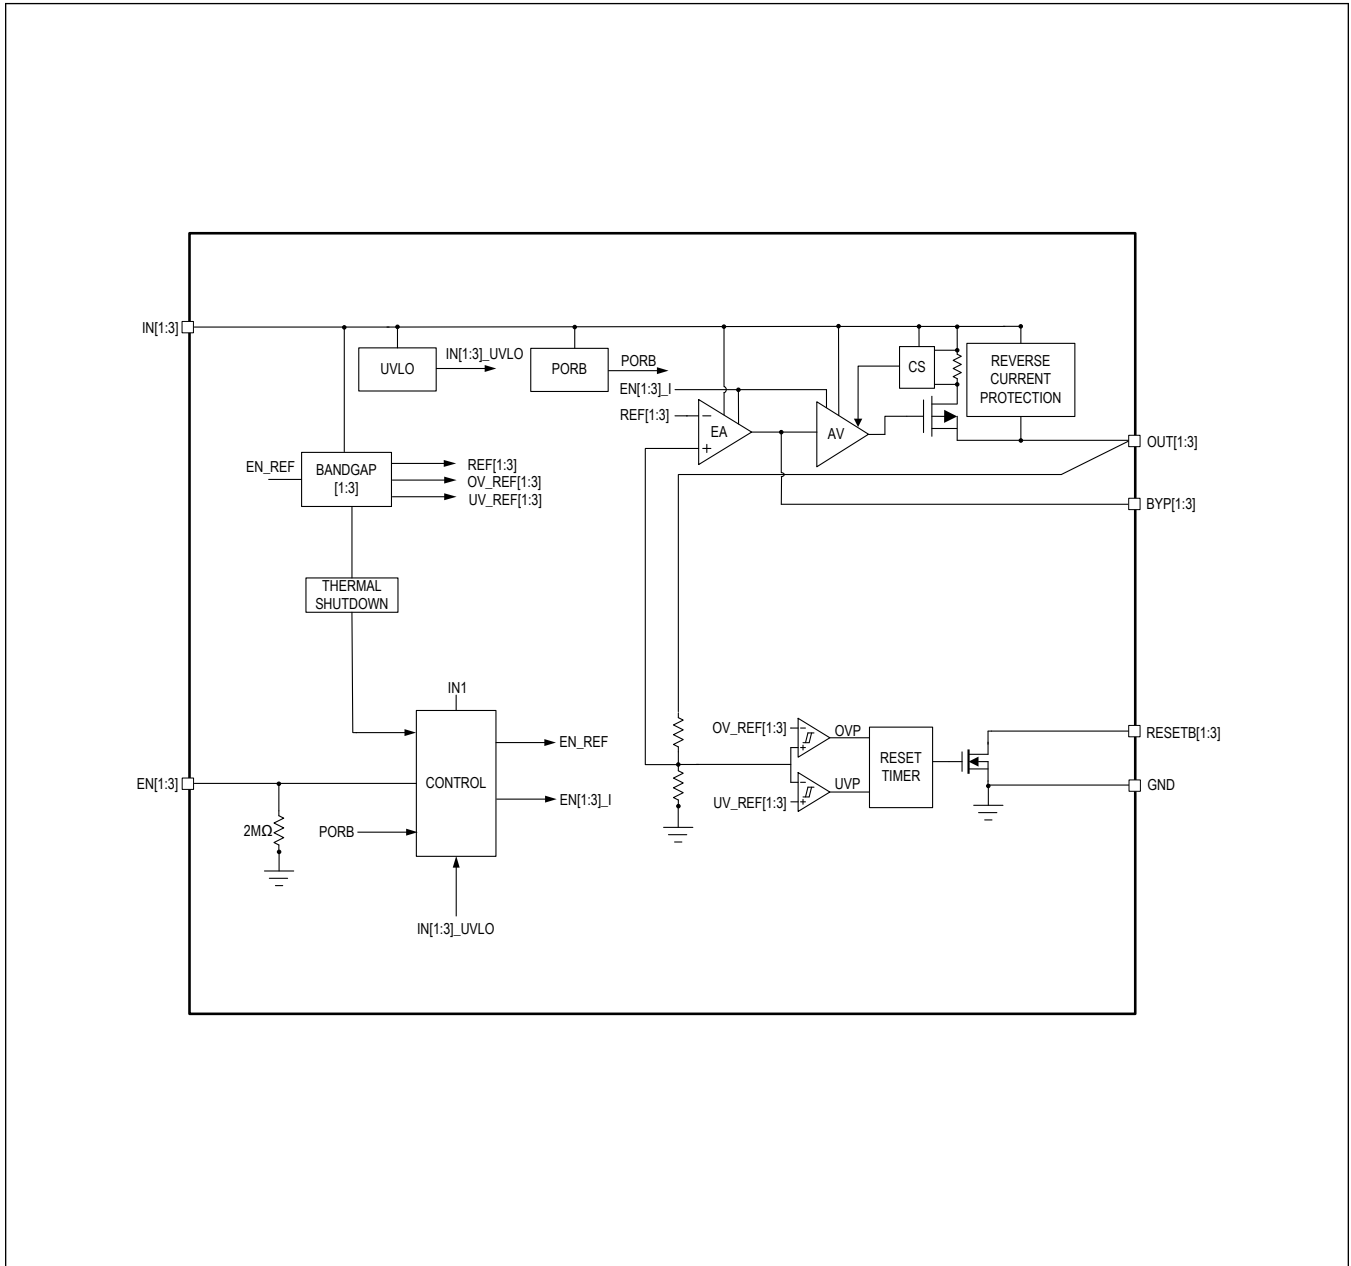 IN[1:3]
UVLO
IN[1:3]_UVLO
PORB
PORB
EN[1:3]_I
REF[1:3]
−
EA
+
AV
CS
REVERSE
CURRENT
PROTECTION
OUT[1:3]
BYP[1:3]
EN_REF
BANDGAP
[1:3]
REF[1:3]
OV_REF[1:3]
UV_REF[1:3]
THERMAL
SHUTDOWN
IN1
CONTROL
EN_REF
EN[1:3]_I
EN[1:3]
2MΩ
PORB
IN[1:3]_UVLO
OV_REF[1:3]
−
+
OVP
UV_REF[1:3]
−
+
UVP
RESET
TIMER
RESETB[1:3]
GND